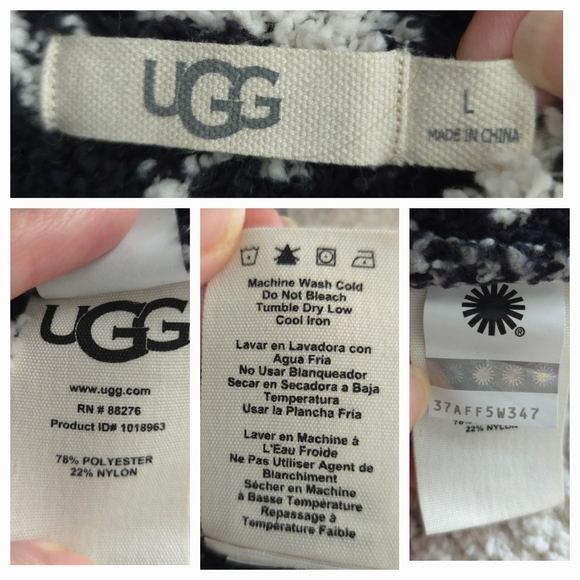 UGG
L
MADE IN CHINA
UGG
www.ugg.com
RN # 88276
Product ID# 1018963
78% POLYESTER
22% NYLON
Machine Wash Cold
Do Not Bleach
Tumble Dry Low
Cool Iron
Lavar en Lavadora con
Agua Fria
No Usar Blanqueador
Secar en Secadora a Baja
Temperatura
Usar la Plancha Fría
Laver en Machine à
L'Eau Froide
Ne Pas Utiliser Agent de
Blanchiment
Sécher en Machine
à Basse Température
Repassage à
Température Faible
®
37AFF5W347
22% NYLON